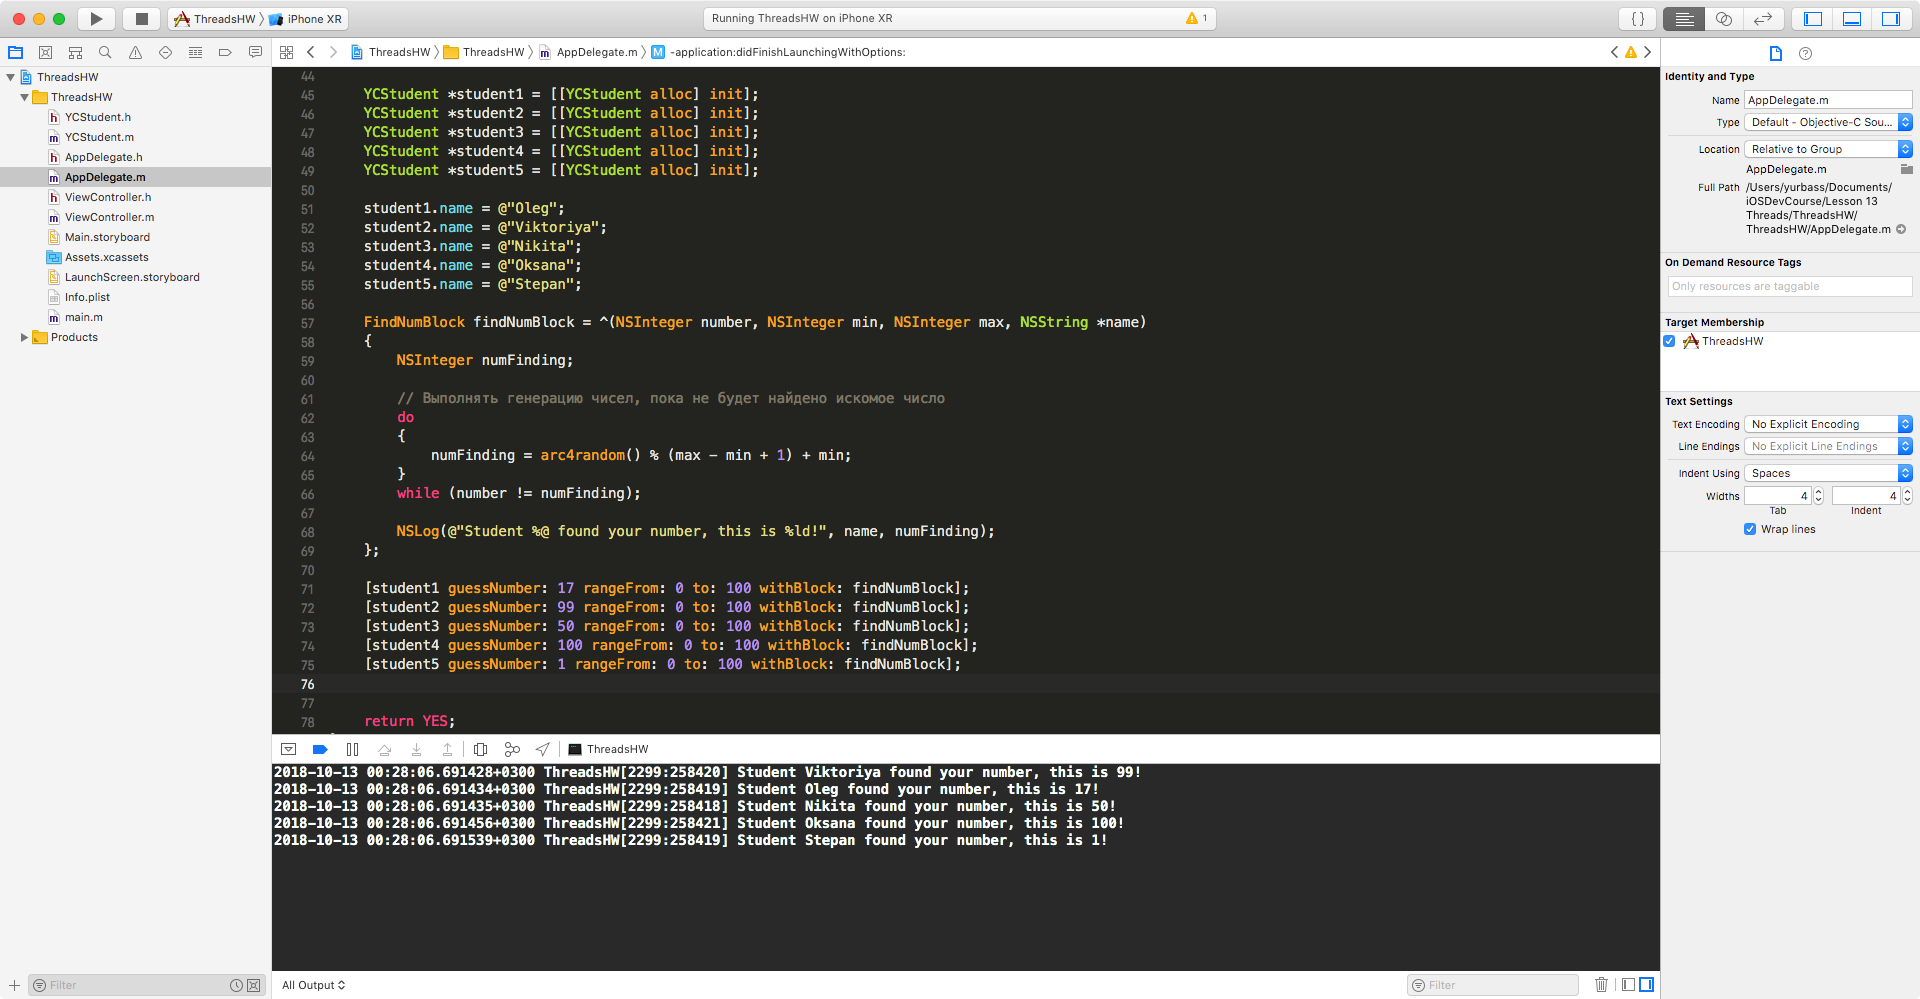 ThreadsHW
iPhone XR
Running ThreadsHW on iPhone XR
1
{}
ThreadsHW
ThreadsHW
AppDelegate.m
M
-application:didFinishLaunchingWithOptions:
ThreadsHW
ThreadsHW
h YCStudent.h
m YCStudent.m
h AppDelegate.h
m AppDelegate.m
h ViewController.h
m ViewController.m
Main.storyboard
Assets.xcassets
LaunchScreen.storyboard
Info.plist
m main.m
Products
Filter
44
45 YCStudent *student1 = [[YCStudent alloc] init];
46 YCStudent *student2 = [[YCStudent alloc] init];
47 YCStudent *student3 = [[YCStudent alloc] init];
48 YCStudent *student4 = [[YCStudent alloc] init];
49 YCStudent *student5 = [[YCStudent alloc] init];
50
51 student1.name = @"Oleg";
52 student2.name = @"Viktoriya";
53 student3.name = @"Nikita";
54 student4.name = @"Oksana";
55 student5.name = @"Stepan";
56
57 FindNumBlock findNumBlock = ^(NSInteger number, NSInteger min, NSInteger max, NSString *name)
58 {
59 NSInteger numFinding;
60
61 // Выполнять генерацию чисел, пока не будет найдено искомое число
62 do
63 {
64 numFinding = arc4random() % (max - min + 1) + min;
65 }
66 while (number != numFinding);
67
68 NSLog(@"Student %@ found your number, this is %ld!", name, numFinding);
69 };
70
71 [student1 guessNumber: 17 rangeFrom: 0 to: 100 withBlock: findNumBlock];
72 [student2 guessNumber: 99 rangeFrom: 0 to: 100 withBlock: findNumBlock];
73 [student3 guessNumber: 50 rangeFrom: 0 to: 100 withBlock: findNumBlock];
74 [student4 guessNumber: 100 rangeFrom: 0 to: 100 withBlock: findNumBlock];
75 [student5 guessNumber: 1 rangeFrom: 0 to: 100 withBlock: findNumBlock];
76
77
78 return YES;
ThreadsHW
2018-10-13 00:28:06.691428+0300 ThreadsHW[2299:258420] Student Viktoriya found your number, this is 99!
2018-10-13 00:28:06.691434+0300 ThreadsHW[2299:258419] Student Oleg found your number, this is 17!
2018-10-13 00:28:06.691435+0300 ThreadsHW[2299:258418] Student Nikita found your number, this is 50!
2018-10-13 00:28:06.691456+0300 ThreadsHW[2299:258421] Student Oksana found your number, this is 100!
2018-10-13 00:28:06.691539+0300 ThreadsHW[2299:258419] Student Stepan found your number, this is 1!
All Output
Filter
Identity and Type
Name AppDelegate.m
Type Default - Objective-C Sou...
Location Relative to Group
AppDelegate.m
Full Path /Users/yurbass/Documents/
iOSDevCourse/Lesson 13
Threads/ThreadsHW/
ThreadsHW/AppDelegate.m
On Demand Resource Tags
Only resources are taggable
Target Membership
ThreadsHW
Text Settings
Text Encoding No Explicit Encoding
Line Endings No Explicit Line Endings
Indent Using Spaces
Widths 4 4
Tab Indent
Wrap lines